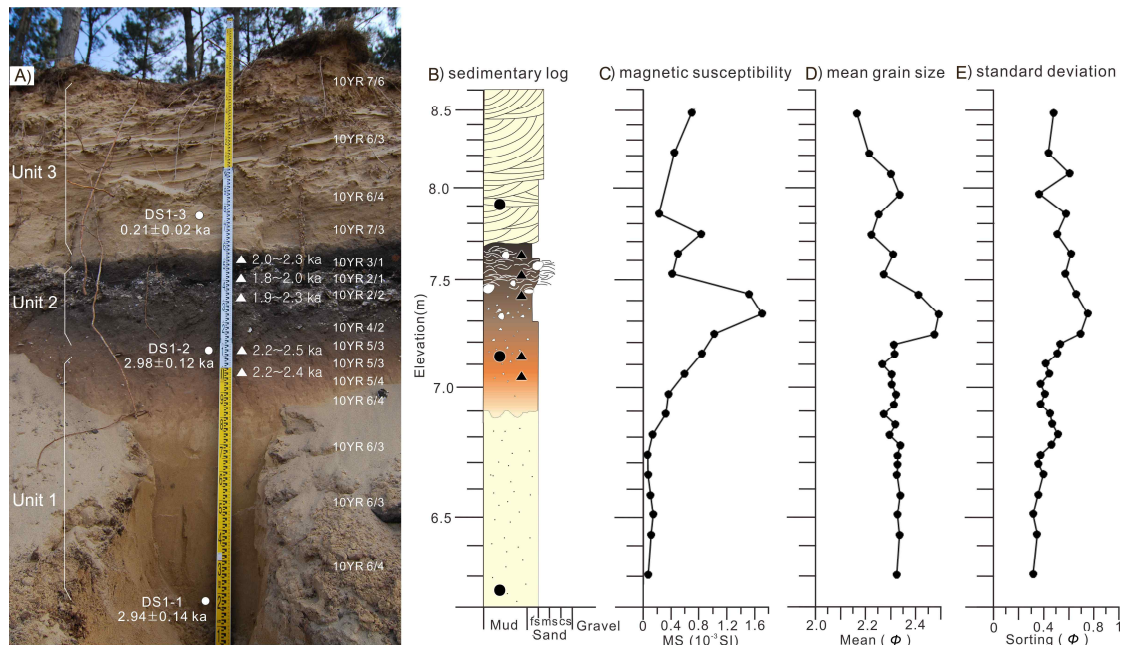 A)
Unit 3
Unit 2
Unit 1
DS1-3
0.21±0.02 ka
DS1-2
2.98±0.12 ka
DS1-1
2.94±0.14 ka
2.0~2.3 ka
1.8~2.0 ka
1.9~2.3 ka
2.2~2.5 ka
2.2~2.4 ka
10YR 7/6
10YR 6/3
10YR 6/4
10YR 7/3
10YR 3/1
10YR 2/1
10YR 2/2
10YR 4/2
10YR 5/3
10YR 5/3
10YR 5/4
10YR 6/4
10YR 6/3
10YR 6/3
10YR 6/4
B) sedimentary log
Elevation(m)
8.5
8.0
7.5
7.0
6.5
Mud
fsmscs
Sand
Gravel
C) magnetic susceptibility
0 0.4 0.8 1.2 1.6
MS (10⁻³SI)
D) mean grain size
2.0 2.2 2.4
Mean ( Φ )
E) standard deviation
0 0.4 0.8 1
Sorting ( Φ )